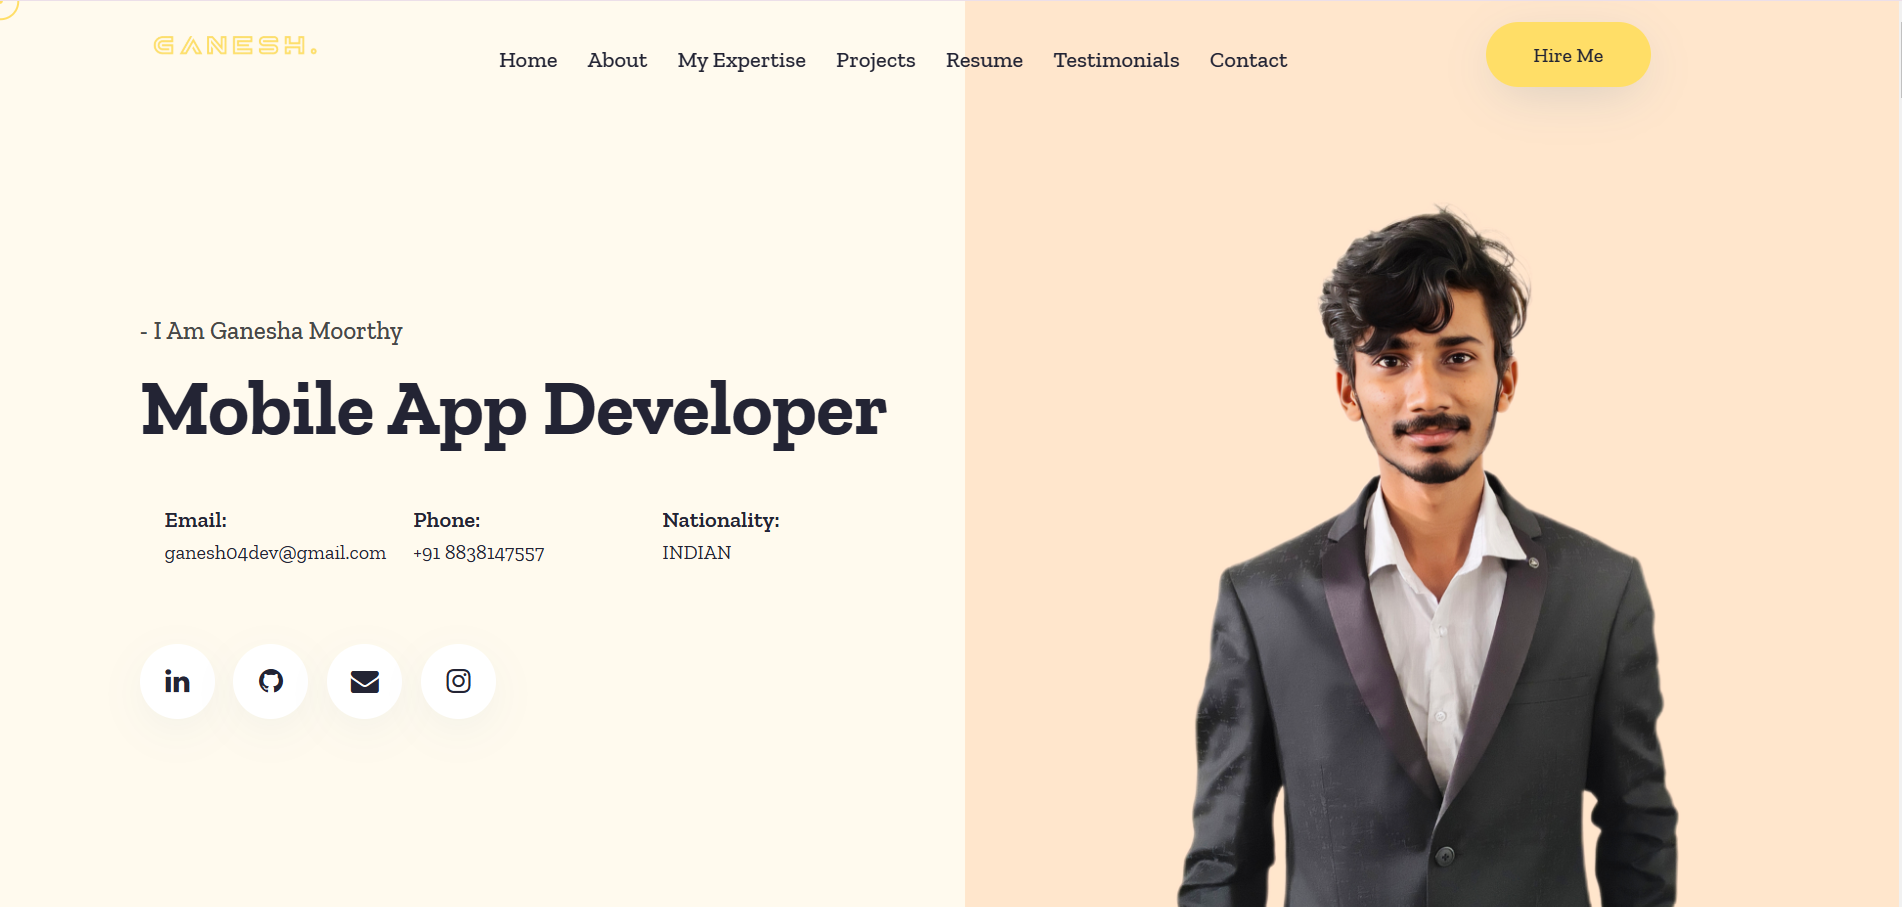 GANESH.
Home About My Expertise Projects Resume Testimonials Contact
Hire Me
- I Am Ganesha Moorthy
Mobile App Developer
Email: Phone: Nationality:
ganesh04dev@gmail.com +91 8838147557 INDIAN